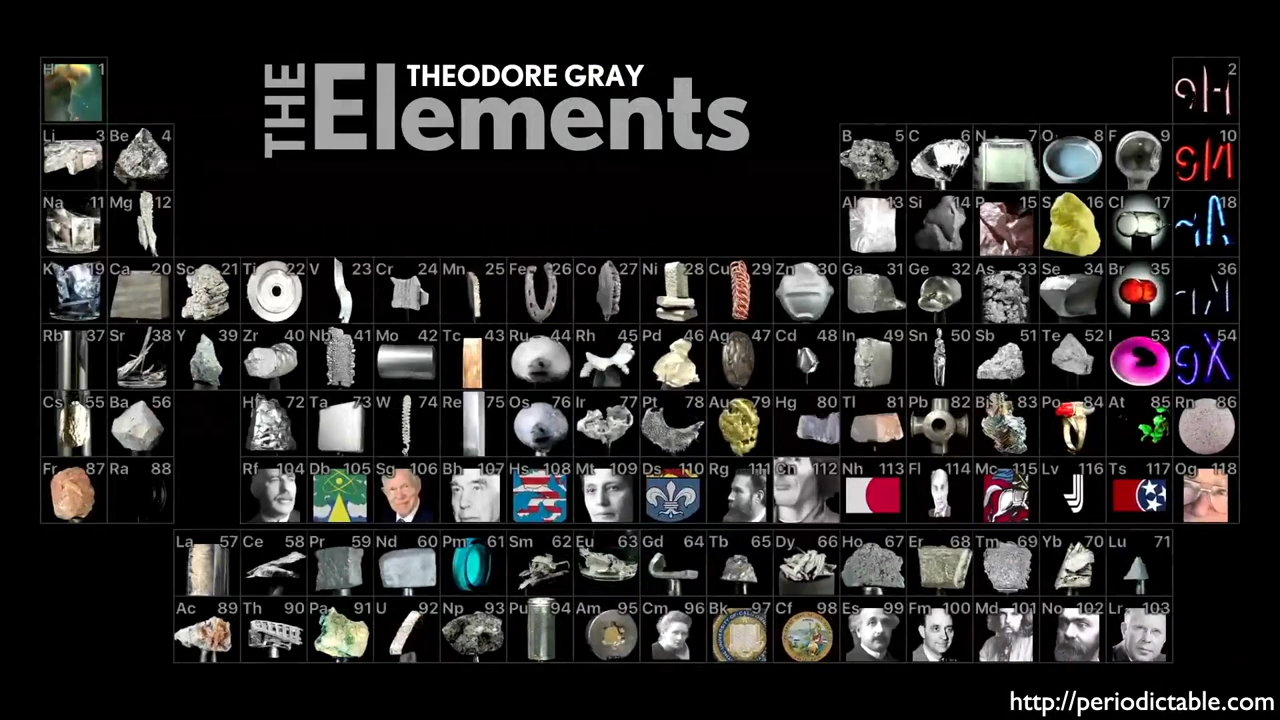 THE Elements
THEODORE GRAY
H 1 2
Li 3 Be 4 B 5 C 6 N 7 O 8 F 9 10
Na 11 Mg 12 Al 13 Si 14 P 15 S 16 Cl 17 18
K 19 Ca 20 Sc 21 Ti 22 V 23 Cr 24 Mn 25 Fe 26 Co 27 Ni 28 Cu 29 Zn 30 Ga 31 Ge 32 As 33 Se 34 Br 35 36
Rb 37 Sr 38 Y 39 Zr 40 Nb 41 Mo 42 Tc 43 Ru 44 Rh 45 Pd 46 Ag 47 Cd 48 In 49 Sn 50 Sb 51 Te 52 I 53 54
Cs 55 Ba 56 Hf 72 Ta 73 W 74 Re 75 Os 76 Ir 77 Pt 78 Au 79 Hg 80 Tl 81 Pb 82 Bi 83 Po 84 At 85 Rn 86
Fr 87 Ra 88 Rf 104 Db 105 Sg 106 Bh 107 Hs 108 Mt 109 Ds 110 Rg 111 Cn 112 Nh 113 Fl 114 Mc 115 Lv 116 Ts 117 Og 118
La 57 Ce 58 Pr 59 Nd 60 Pm 61 Sm 62 Eu 63 Gd 64 Tb 65 Dy 66 Ho 67 Er 68 Tm 69 Yb 70 Lu 71
Ac 89 Th 90 Pa 91 U 92 Np 93 Pu 94 Am 95 Cm 96 Bk 97 Cf 98 Es 99 Fm 100 Md 101 No 102 Lr 103
http://periodictable.com